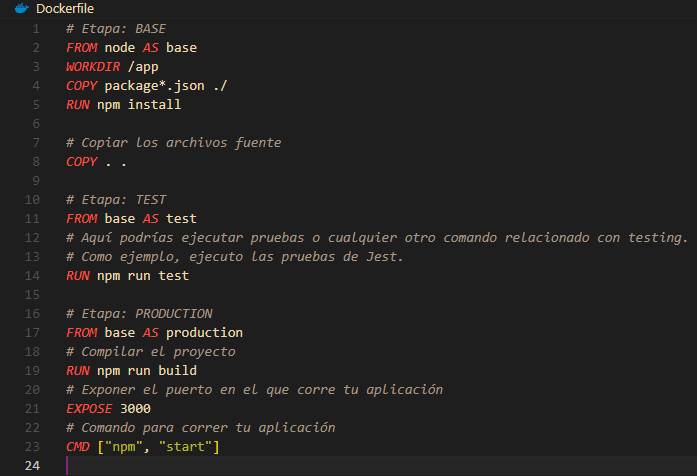 Dockerfile
1 # Etapa: BASE
2 FROM node AS base
3 WORKDIR /app
4 COPY package*.json ./
5 RUN npm install
6
7 # Copiar los archivos fuente
8 COPY . .
9
10 # Etapa: TEST
11 FROM base AS test
12 # Aquí podrías ejecutar pruebas o cualquier otro comando relacionado con testing.
13 # Como ejemplo, ejecuto las pruebas de Jest.
14 RUN npm run test
15
16 # Etapa: PRODUCTION
17 FROM base AS production
18 # Compilar el proyecto
19 RUN npm run build
20 # Exponer el puerto en el que corre tu aplicación
21 EXPOSE 3000
22 # Comando para correr tu aplicación
23 CMD ["npm", "start"]
24